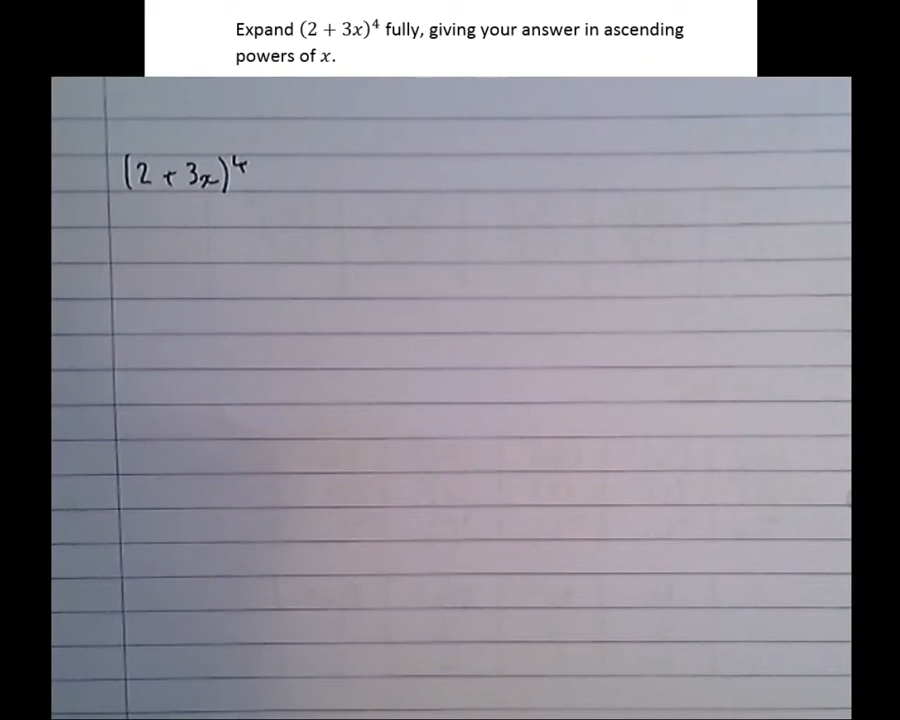 Expand (2 + 3x)⁴ fully, giving your answer in ascending
powers of x.
(2 + 3x)⁴